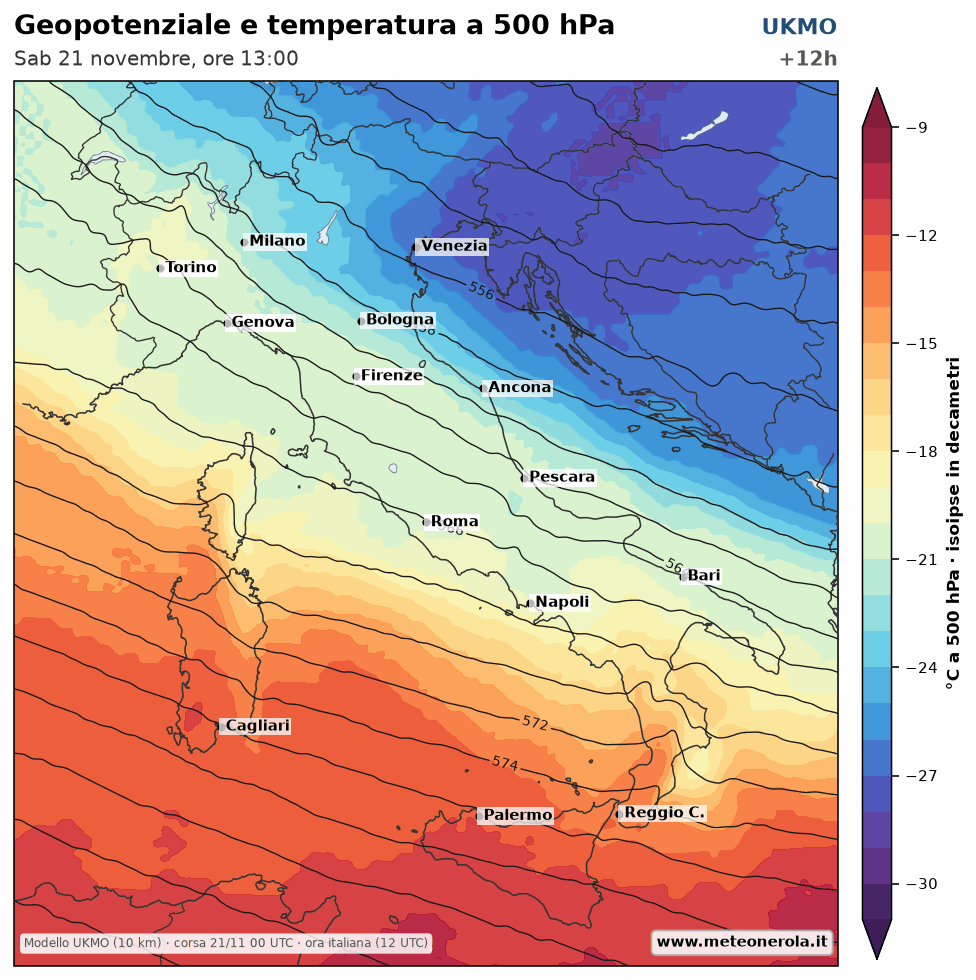 Geopotenziale e temperatura a 500 hPa
UKMO
Sab 21 novembre, ore 13:00
+12h
Milano
Venezia
Torino
556
Genova
Bologna
Firenze
Ancona
Pescara
Roma
56
Bari
Napoli
572
Cagliari
574
Palermo
Reggio C.
Modello UKMO (10 km) · corsa 21/11 00 UTC · ora italiana (12 UTC)
www.meteonerola.it
−9
−12
−15
−18
−21
−24
−27
−30
°C a 500 hPa · isoipse in decametri